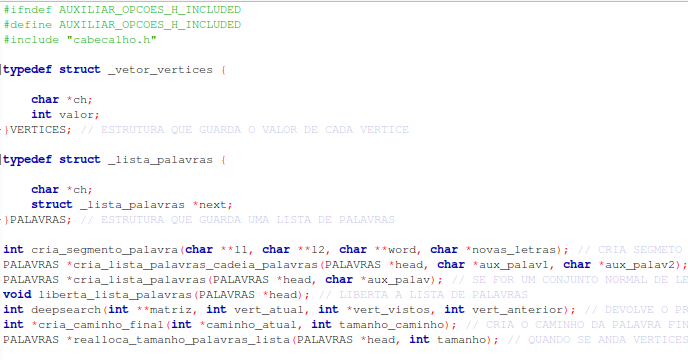 #ifndef AUXILIAR_OPCOES_H_INCLUDED
#define AUXILIAR_OPCOES_H_INCLUDED
#include "cabecalho.h"
typedef struct _vetor_vertices {
char *ch;
int valor;
}VERTICES; // ESTRUTURA QUE GUARDA O VALOR DE CADA VERTICE
typedef struct _lista_palavras {
char *ch;
struct _lista_palavras *next;
}PALAVRAS; // ESTRUTURA QUE GUARDA UMA LISTA DE PALAVRAS
int cria_segmento_palavra(char **l1, char **l2, char **word, char *novas_letras); // CRIA SEGMETO
PALAVRAS *cria_lista_palavras_cadeia_palavras(PALAVRAS *head, char *aux_palav1, char *aux_palav2);
PALAVRAS *cria_lista_palavras(PALAVRAS *head, char *aux_palav); // SE FOR UM CONJUNTO NORMAL DE LE
void liberta_lista_palavras(PALAVRAS *head); // LIBERTA A LISTA DE PALAVRAS
int deepsearch(int **matriz, int vert_atual, int *vert_vistos, int vert_anterior); // DEVOLVE O PR
int *cria_caminho_final(int *caminho_atual, int tamanho_caminho); // CRIA O CAMINHO DA PALAVRA FIN
PALAVRAS *realloca_tamanho_palavras_lista(PALAVRAS *head, int tamanho); // QUANDO SE ANDA VERTICES